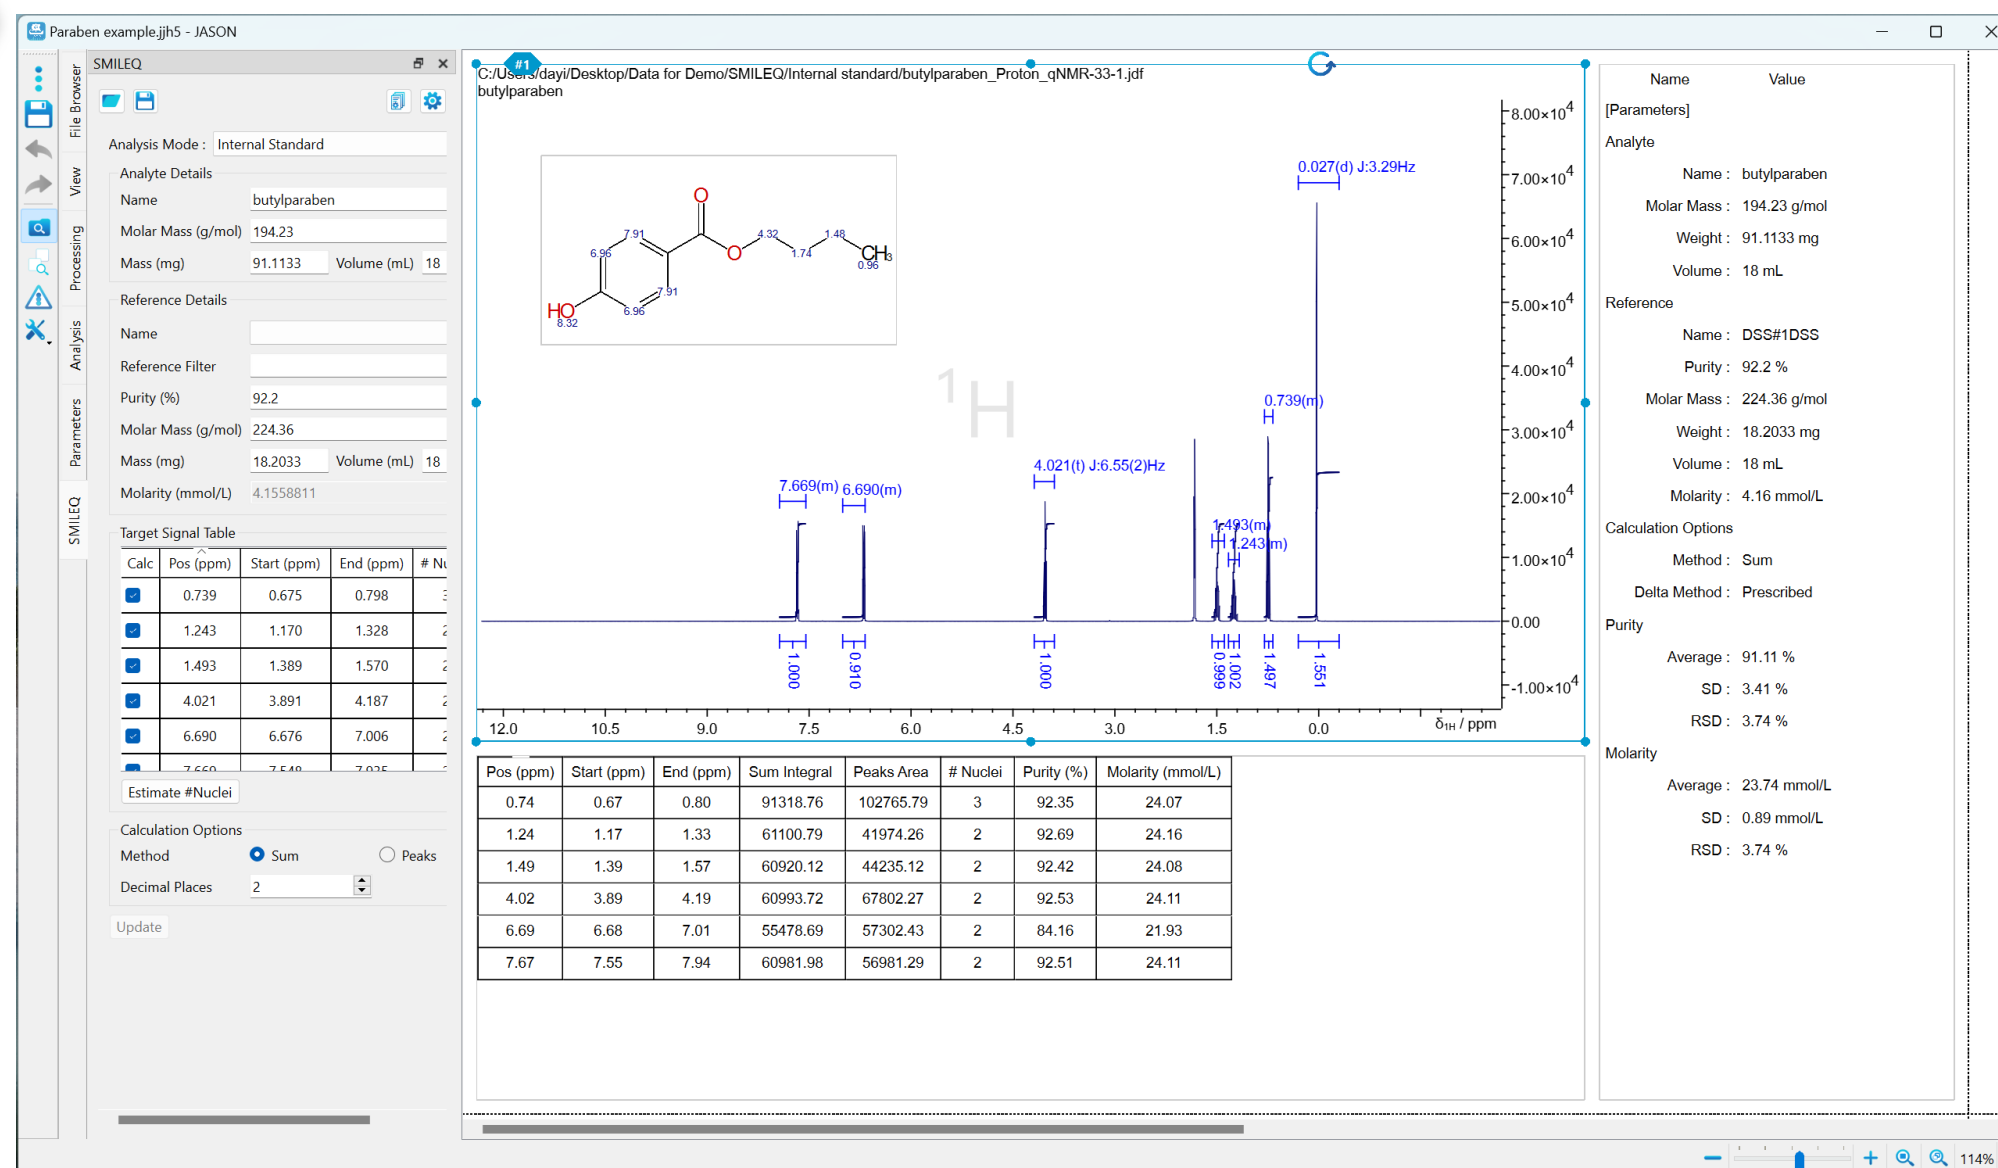 Paraben example.jjh5 - JASON
File Browser
View
Processing
Analysis
Parameters
SMILEQ
SMILEQ
Analysis Mode : Internal Standard
Analyte Details
Name butylparaben
Molar Mass (g/mol) 194.23
Mass (mg) 91.1133 Volume (mL) 18
Reference Details
Name
Reference Filter
Purity (%) 92.2
Molar Mass (g/mol) 224.36
Mass (mg) 18.2033 Volume (mL) 18
Molarity (mmol/L) 4.1558811
Target Signal Table
Calc Pos (ppm) Start (ppm) End (ppm) # Nu
0.739 0.675 0.798
1.243 1.170 1.328
1.493 1.389 1.570
4.021 3.891 4.187
6.690 6.676 7.006
7.669 7.548 7.935
Estimate #Nuclei
Calculation Options
Method Sum Peaks
Decimal Places 2
Update
#1
C:/Users/dayi/Desktop/Data for Demo/SMILEQ/Internal standard/butylparaben_Proton_qNMR-33-1.jdf
butylparaben
O
7.91 4.32 1.48
6.96 O 1.74 CH3
0.96
7.91
HO 6.96
8.32
1H
7.669(m) 6.690(m)
4.021(t) J:6.55(2)Hz
1.493(m)
1.243(m)
0.739(m)
0.027(d) J:3.29Hz
8.00×10⁴
7.00×10⁴
6.00×10⁴
5.00×10⁴
4.00×10⁴
3.00×10⁴
2.00×10⁴
1.00×10⁴
0.00
-1.00×10⁴
1.000 0.910 1.000 0.999 1.002 1.497 1.551
12.0 10.5 9.0 7.5 6.0 4.5 3.0 1.5 0.0 δ1H / ppm
Pos (ppm) Start (ppm) End (ppm) Sum Integral Peaks Area # Nuclei Purity (%) Molarity (mmol/L)
0.74 0.67 0.80 91318.76 102765.79 3 92.35 24.07
1.24 1.17 1.33 61100.79 41974.26 2 92.69 24.16
1.49 1.39 1.57 60920.12 44235.12 2 92.42 24.08
4.02 3.89 4.19 60993.72 67802.27 2 92.53 24.11
6.69 6.68 7.01 55478.69 57302.43 2 84.16 21.93
7.67 7.55 7.94 60981.98 56981.29 2 92.51 24.11
Name Value
[Parameters]
Analyte
Name : butylparaben
Molar Mass : 194.23 g/mol
Weight : 91.1133 mg
Volume : 18 mL
Reference
Name : DSS#1DSS
Purity : 92.2 %
Molar Mass : 224.36 g/mol
Weight : 18.2033 mg
Volume : 18 mL
Molarity : 4.16 mmol/L
Calculation Options
Method : Sum
Delta Method : Prescribed
Purity
Average : 91.11 %
SD : 3.41 %
RSD : 3.74 %
Molarity
Average : 23.74 mmol/L
SD : 0.89 mmol/L
RSD : 3.74 %
114%